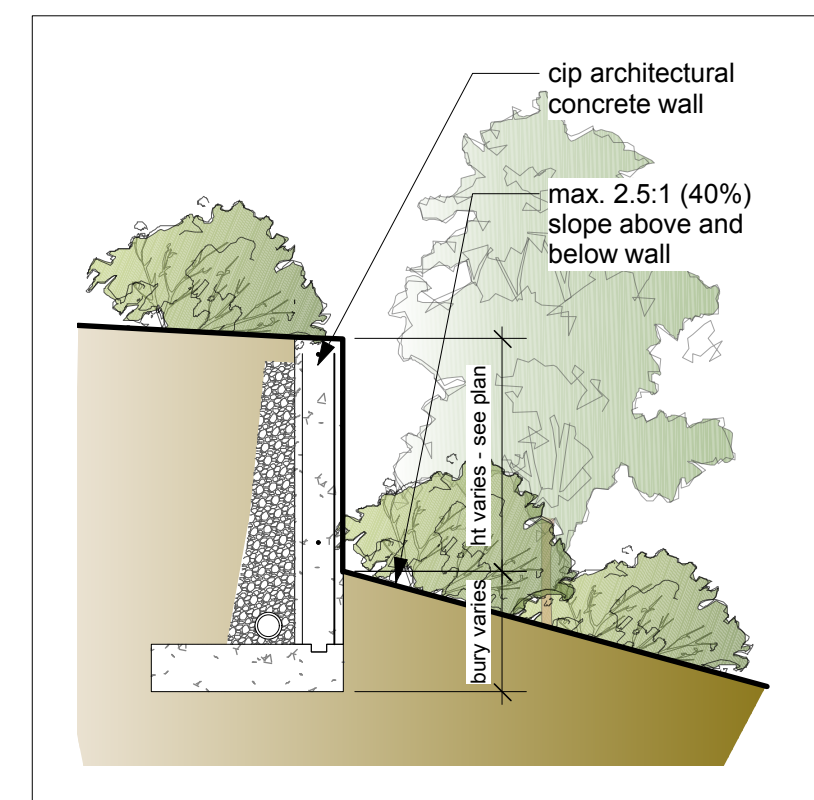 cip architectural
concrete wall
max. 2.5:1 (40%)
slope above and
below wall
ht varies - see plan
bury varies